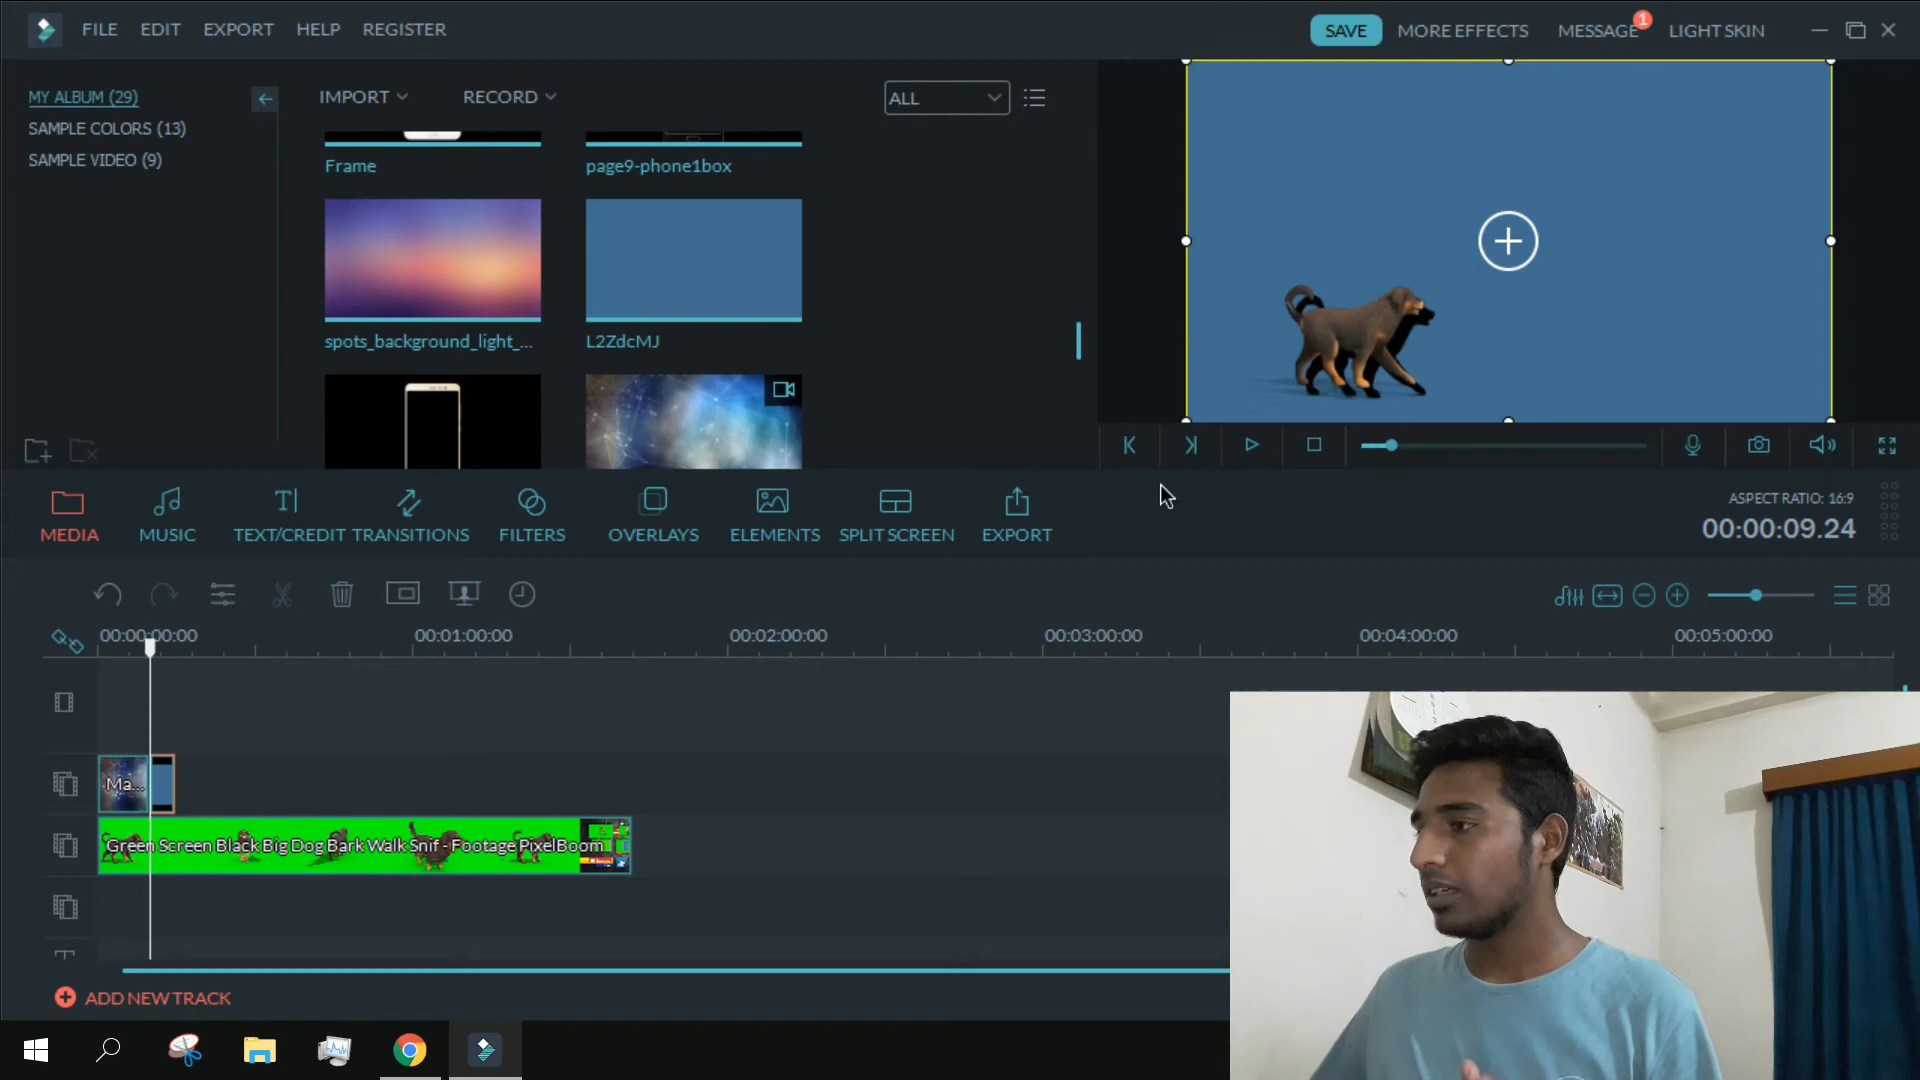 FILE EDIT EXPORT HELP REGISTER
SAVE MORE EFFECTS MESSAGE 1 LIGHT SKIN
MY ALBUM (29)
SAMPLE COLORS (13)
SAMPLE VIDEO (9)
IMPORT RECORD ALL
Frame page9-phone1box
spots_background_light_... L2ZdcMJ
MEDIA MUSIC TEXT/CREDIT TRANSITIONS FILTERS OVERLAYS ELEMENTS SPLIT SCREEN EXPORT
ASPECT RATIO: 16:9
00:00:09.24
00:00:00:00 00:01:00:00 00:02:00:00 00:03:00:00 00:04:00:00 00:05:00:00
Ma...
Green Screen Black Big Dog Bark Walk Snif - Footage PixelBoom
ADD NEW TRACK